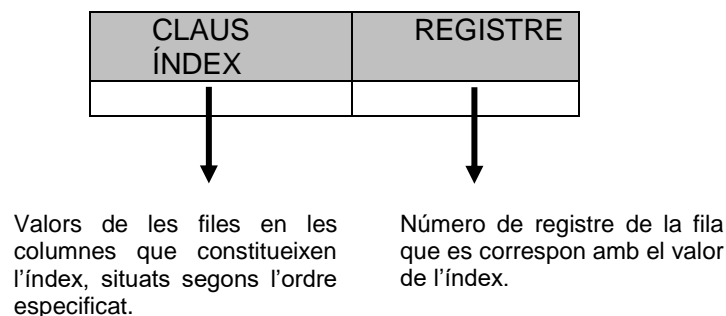 CLAUS
ÍNDEX
REGISTRE
Valors de les files en les
columnes que constitueixen
l’índex, situats segons l’ordre
especificat.
Número de registre de la fila
que es correspon amb el valor
de l’índex.